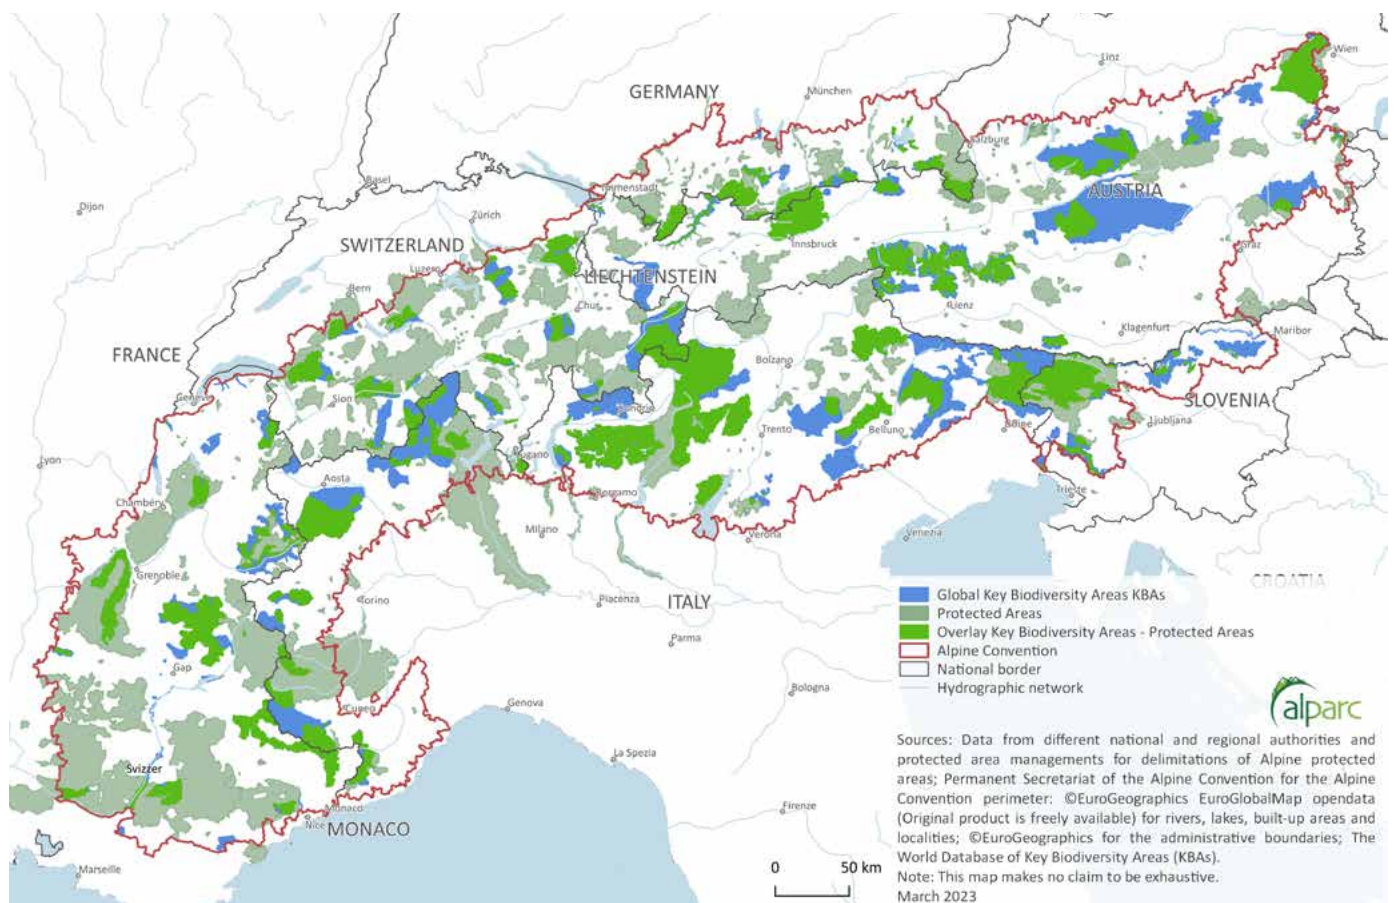 Linz
Wien
GERMANY
München
Salzburg
Basel
Immenstadt
Dijon
Zürich
AUSTRIA
SWITZERLAND
Innsbruck
Graz
Luzern
LIECHTENSTEIN
Bern
Chur
Lienz
Klagenfurt
Maribor
FRANCE
Bolzano
Genève
Sion
Sondrio
SLOVENIA
Trento
Belluno
Udine
Ljubljana
Lyon
Lugano
Aosta
Bergamo
Trieste
Chambéry
Milano
Verona
Venezia
Grenoble
CROATIA
Torino
Piacenza
ITALY
Parma
Gap
Bologna
Cuneo
Genova
Svizzer
La Spezia
Monaco
Nice
MONACO
Firenze
Marseille
Global Key Biodiversity Areas KBAs
Protected Areas
Overlay Key Biodiversity Areas - Protected Areas
Alpine Convention
National border
Hydrographic network
alparc
Sources: Data from different national and regional authorities and
protected area managements for delimitations of Alpine protected
areas; Permanent Secretariat of the Alpine Convention for the Alpine
Convention perimeter: ©EuroGeographics EuroGlobalMap opendata
(Original product is freely available) for rivers, lakes, built-up areas and
localities; ©EuroGeographics for the administrative boundaries; The
World Database of Key Biodiversity Areas (KBAs).
Note: This map makes no claim to be exhaustive.
March 2023
0 50 km